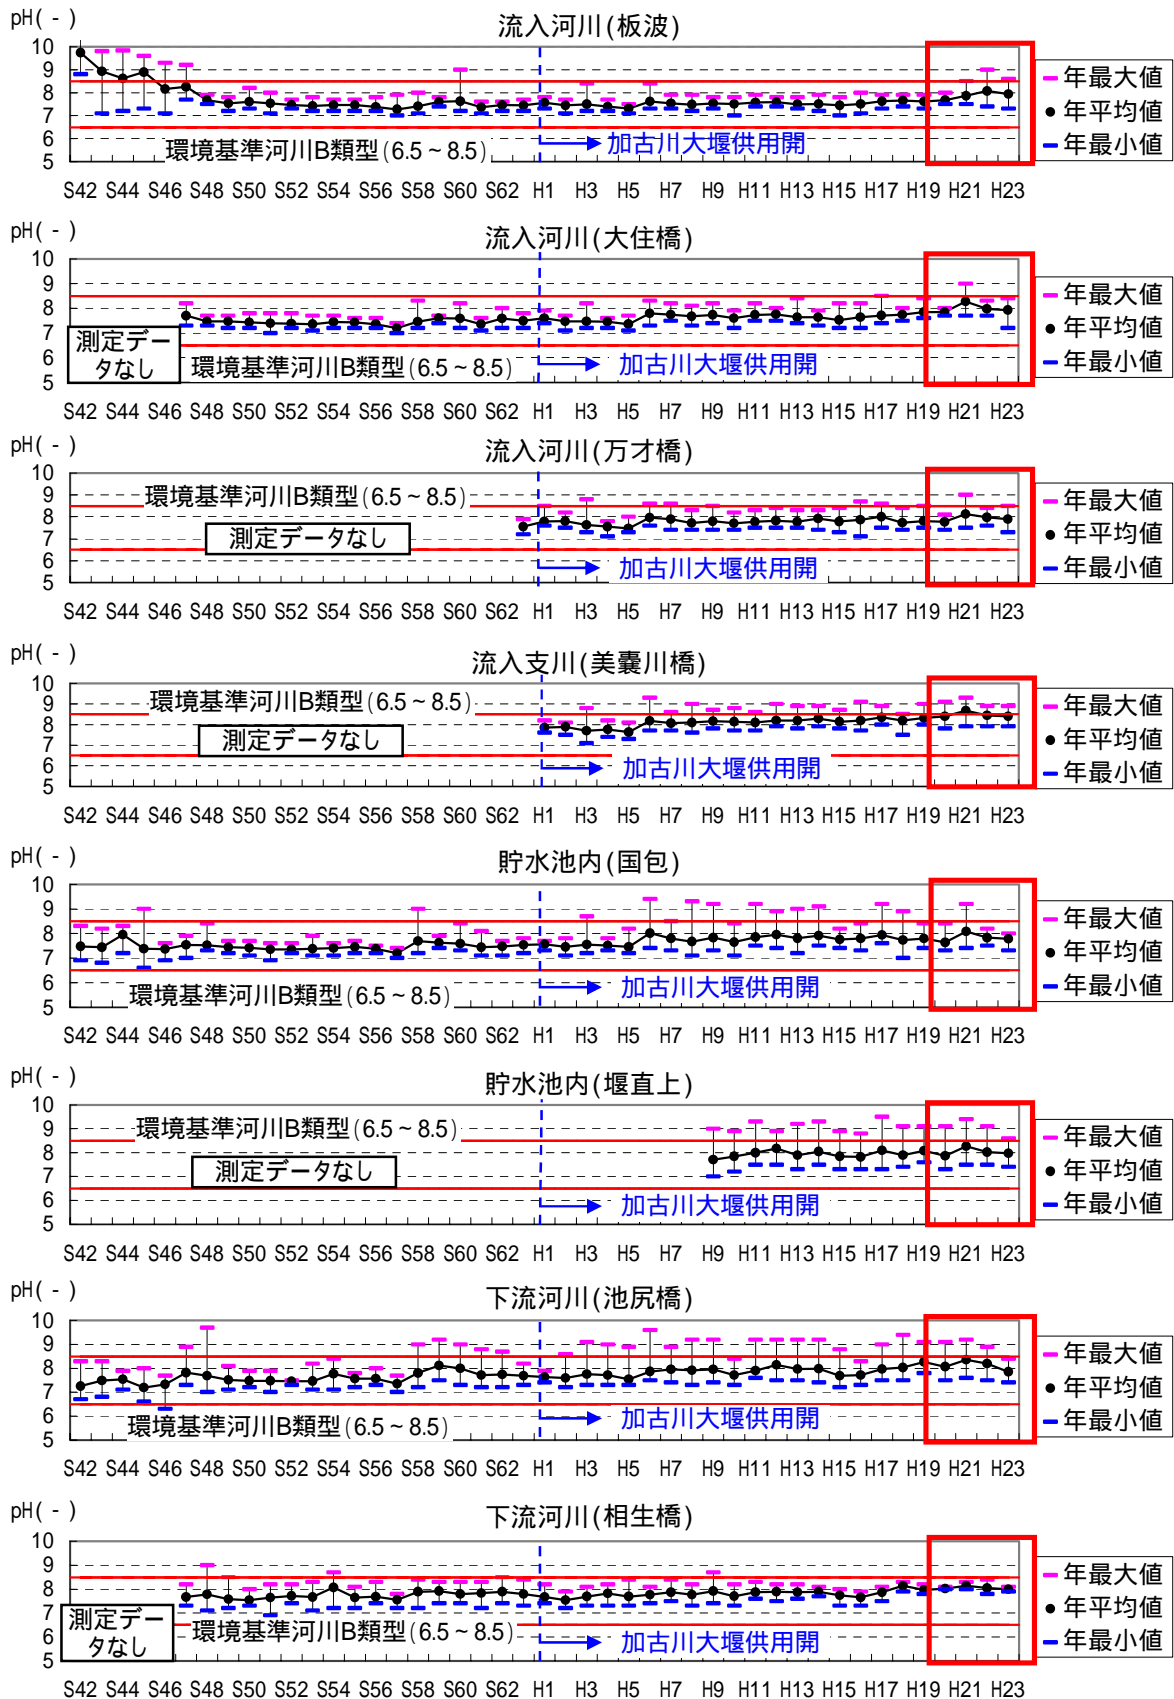 pH( - )
流入河川(板波)
10
9
8
7
6
5
環境基準河川B類型(6.5～8.5)
加古川大堰供用開
年最大値
年平均値
年最小値
S42 S44 S46 S48 S50 S52 S54 S56 S58 S60 S62 H1 H3 H5 H7 H9 H11 H13 H15 H17 H19 H21 H23
pH( - )
流入河川(大住橋)
10
9
8
7
6
5
測定デー
タなし
環境基準河川B類型(6.5～8.5)
加古川大堰供用開
年最大値
年平均値
年最小値
S42 S44 S46 S48 S50 S52 S54 S56 S58 S60 S62 H1 H3 H5 H7 H9 H11 H13 H15 H17 H19 H21 H23
pH( - )
流入河川(万才橋)
10
9
8
7
6
5
環境基準河川B類型(6.5～8.5)
測定データなし
加古川大堰供用開
年最大値
年平均値
年最小値
S42 S44 S46 S48 S50 S52 S54 S56 S58 S60 S62 H1 H3 H5 H7 H9 H11 H13 H15 H17 H19 H21 H23
pH( - )
流入支川(美嚢川橋)
10
9
8
7
6
5
環境基準河川B類型(6.5～8.5)
測定データなし
加古川大堰供用開
年最大値
年平均値
年最小値
S42 S44 S46 S48 S50 S52 S54 S56 S58 S60 S62 H1 H3 H5 H7 H9 H11 H13 H15 H17 H19 H21 H23
pH( - )
貯水池内(国包)
10
9
8
7
6
5
環境基準河川B類型(6.5～8.5)
加古川大堰供用開
年最大値
年平均値
年最小値
S42 S44 S46 S48 S50 S52 S54 S56 S58 S60 S62 H1 H3 H5 H7 H9 H11 H13 H15 H17 H19 H21 H23
pH( - )
貯水池内(堰直上)
10
9
8
7
6
5
環境基準河川B類型(6.5～8.5)
測定データなし
加古川大堰供用開
年最大値
年平均値
年最小値
S42 S44 S46 S48 S50 S52 S54 S56 S58 S60 S62 H1 H3 H5 H7 H9 H11 H13 H15 H17 H19 H21 H23
pH( - )
下流河川(池尻橋)
10
9
8
7
6
5
環境基準河川B類型(6.5～8.5)
加古川大堰供用開
年最大値
年平均値
年最小値
S42 S44 S46 S48 S50 S52 S54 S56 S58 S60 S62 H1 H3 H5 H7 H9 H11 H13 H15 H17 H19 H21 H23
pH( - )
下流河川(相生橋)
10
9
8
7
6
5
測定デー
タなし
環境基準河川B類型(6.5～8.5)
加古川大堰供用開
年最大値
年平均値
年最小値
S42 S44 S46 S48 S50 S52 S54 S56 S58 S60 S62 H1 H3 H5 H7 H9 H11 H13 H15 H17 H19 H21 H23